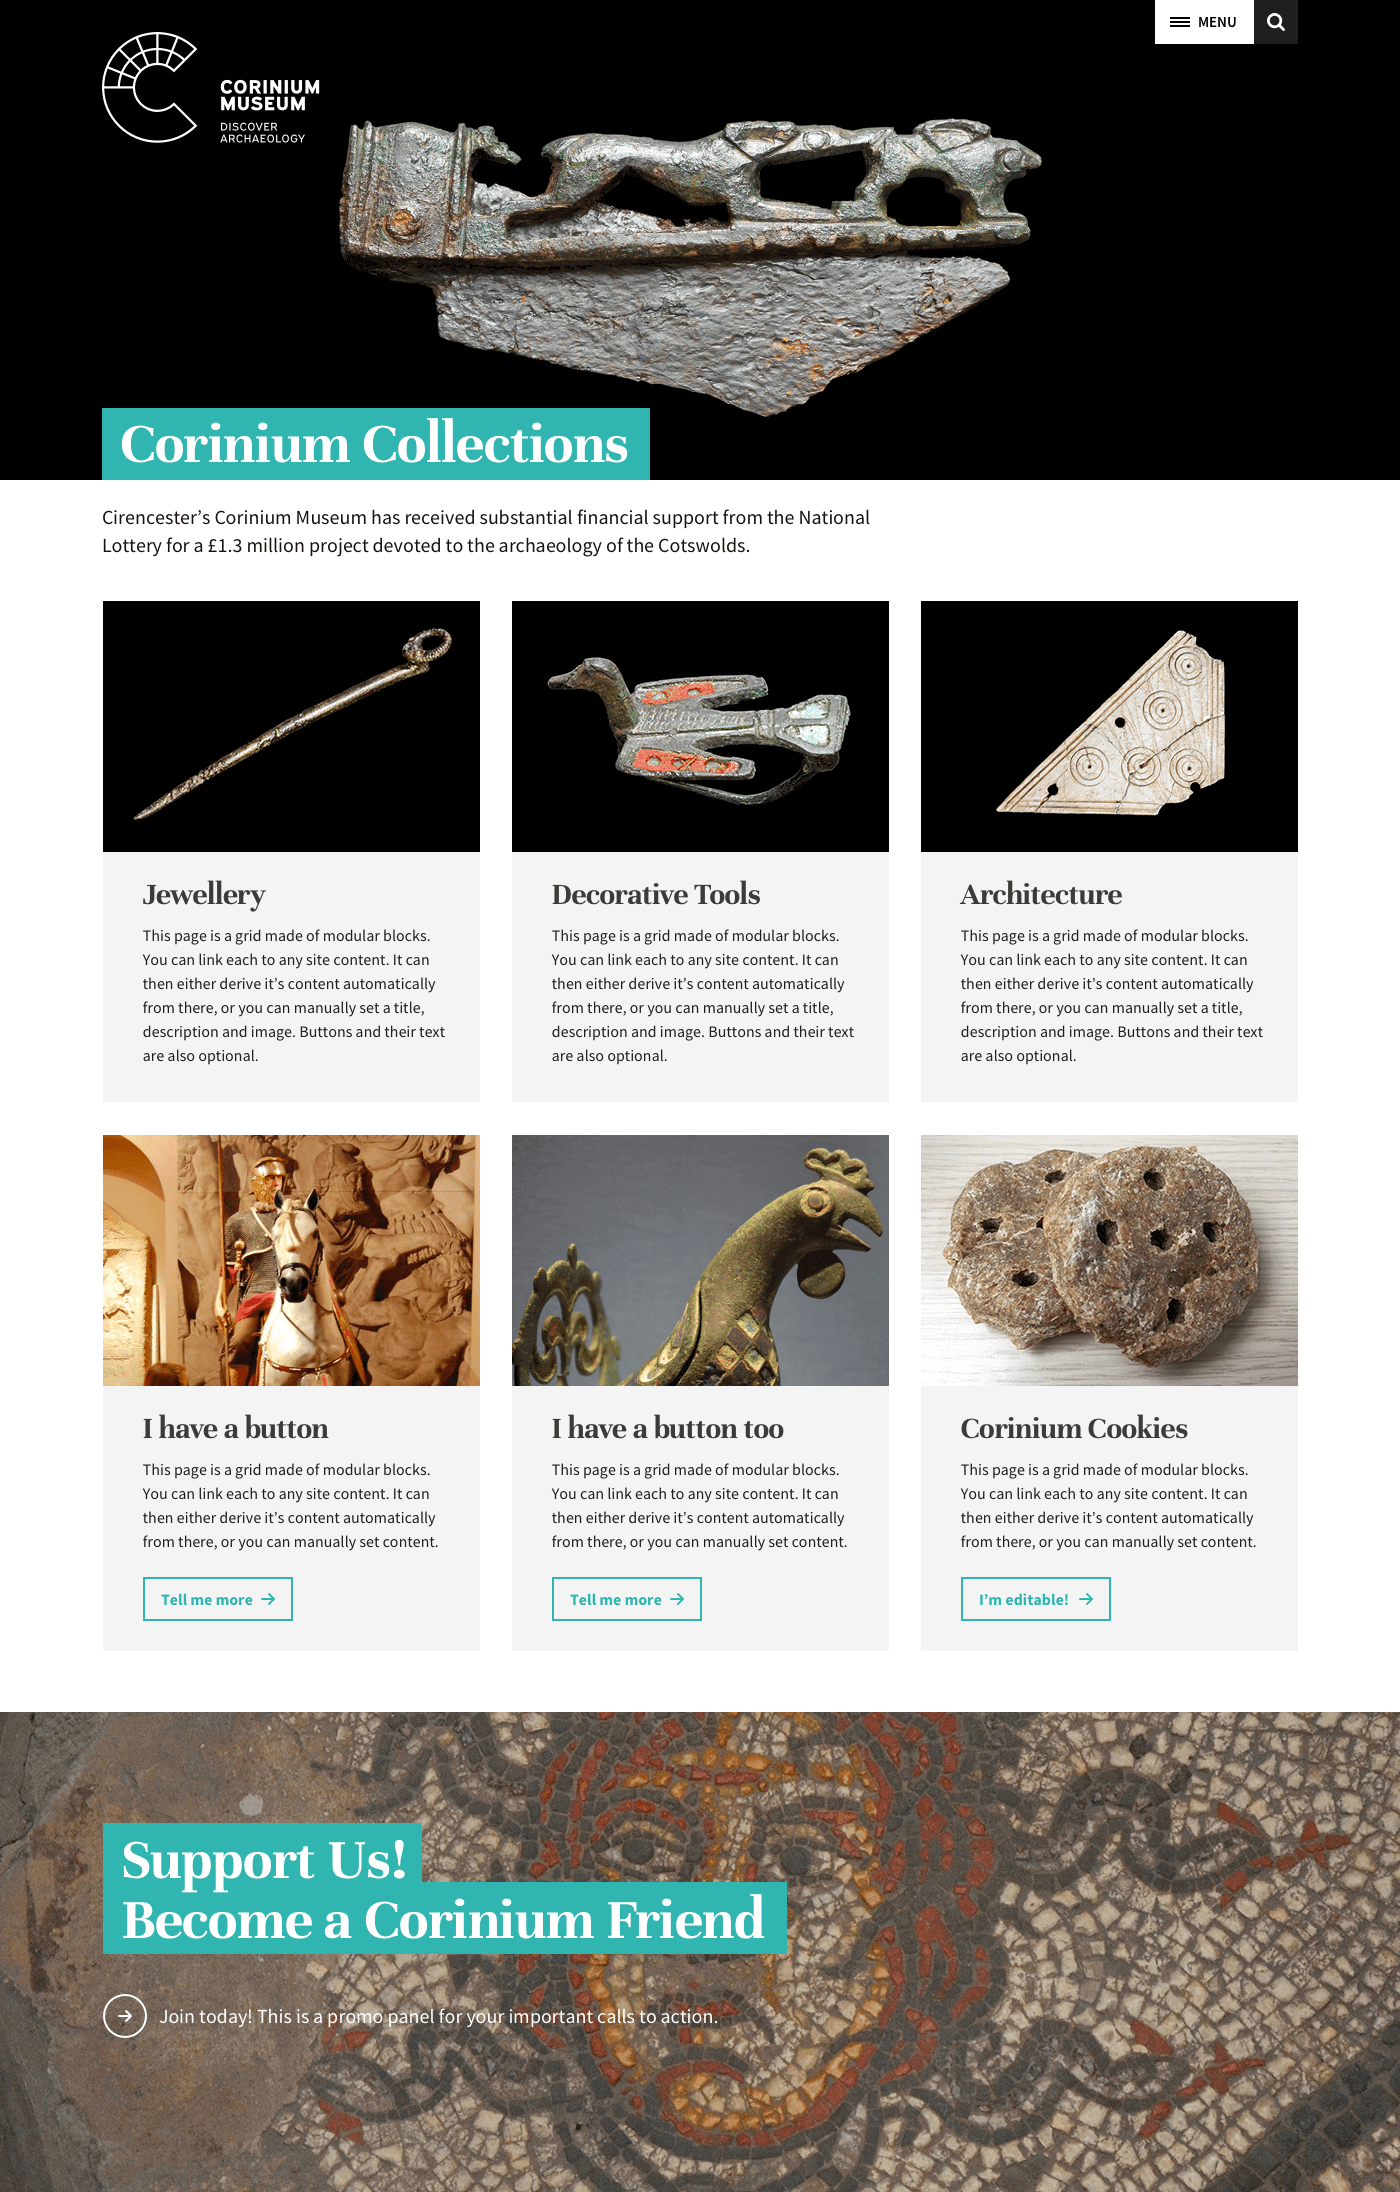 MENU
CORINIUM
MUSEUM
DISCOVER
ARCHAEOLOGY
Corinium Collections
Cirencester’s Corinium Museum has received substantial financial support from the National
Lottery for a £1.3 million project devoted to the archaeology of the Cotswolds.
Jewellery
This page is a grid made of modular blocks.
You can link each to any site content. It can
then either derive it’s content automatically
from there, or you can manually set a title,
description and image. Buttons and their text
are also optional.
Decorative Tools
This page is a grid made of modular blocks.
You can link each to any site content. It can
then either derive it’s content automatically
from there, or you can manually set a title,
description and image. Buttons and their text
are also optional.
Architecture
This page is a grid made of modular blocks.
You can link each to any site content. It can
then either derive it’s content automatically
from there, or you can manually set a title,
description and image. Buttons and their text
are also optional.
I have a button
This page is a grid made of modular blocks.
You can link each to any site content. It can
then either derive it’s content automatically
from there, or you can manually set content.
Tell me more
I have a button too
This page is a grid made of modular blocks.
You can link each to any site content. It can
then either derive it’s content automatically
from there, or you can manually set content.
Tell me more
Corinium Cookies
This page is a grid made of modular blocks.
You can link each to any site content. It can
then either derive it’s content automatically
from there, or you can manually set content.
I’m editable!
Support Us!
Become a Corinium Friend
Join today! This is a promo panel for your important calls to action.